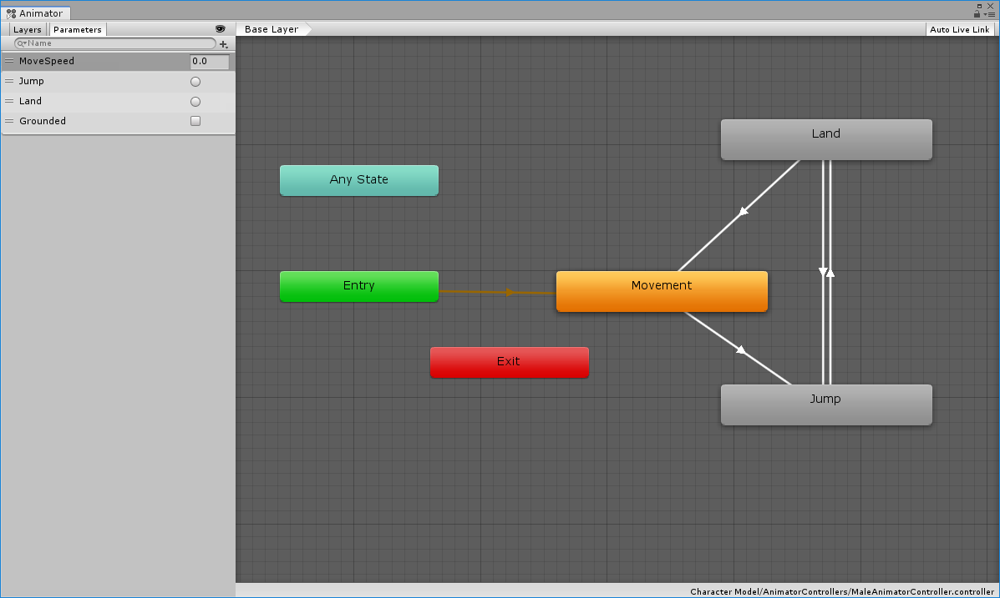 Animator
Layers Parameters
Base Layer
Auto Live Link
Name
MoveSpeed 0.0
Jump
Land
Grounded
Land
Any State
Entry
Movement
Exit
Jump
Character Model/AnimatorControllers/MaleAnimatorController.controller